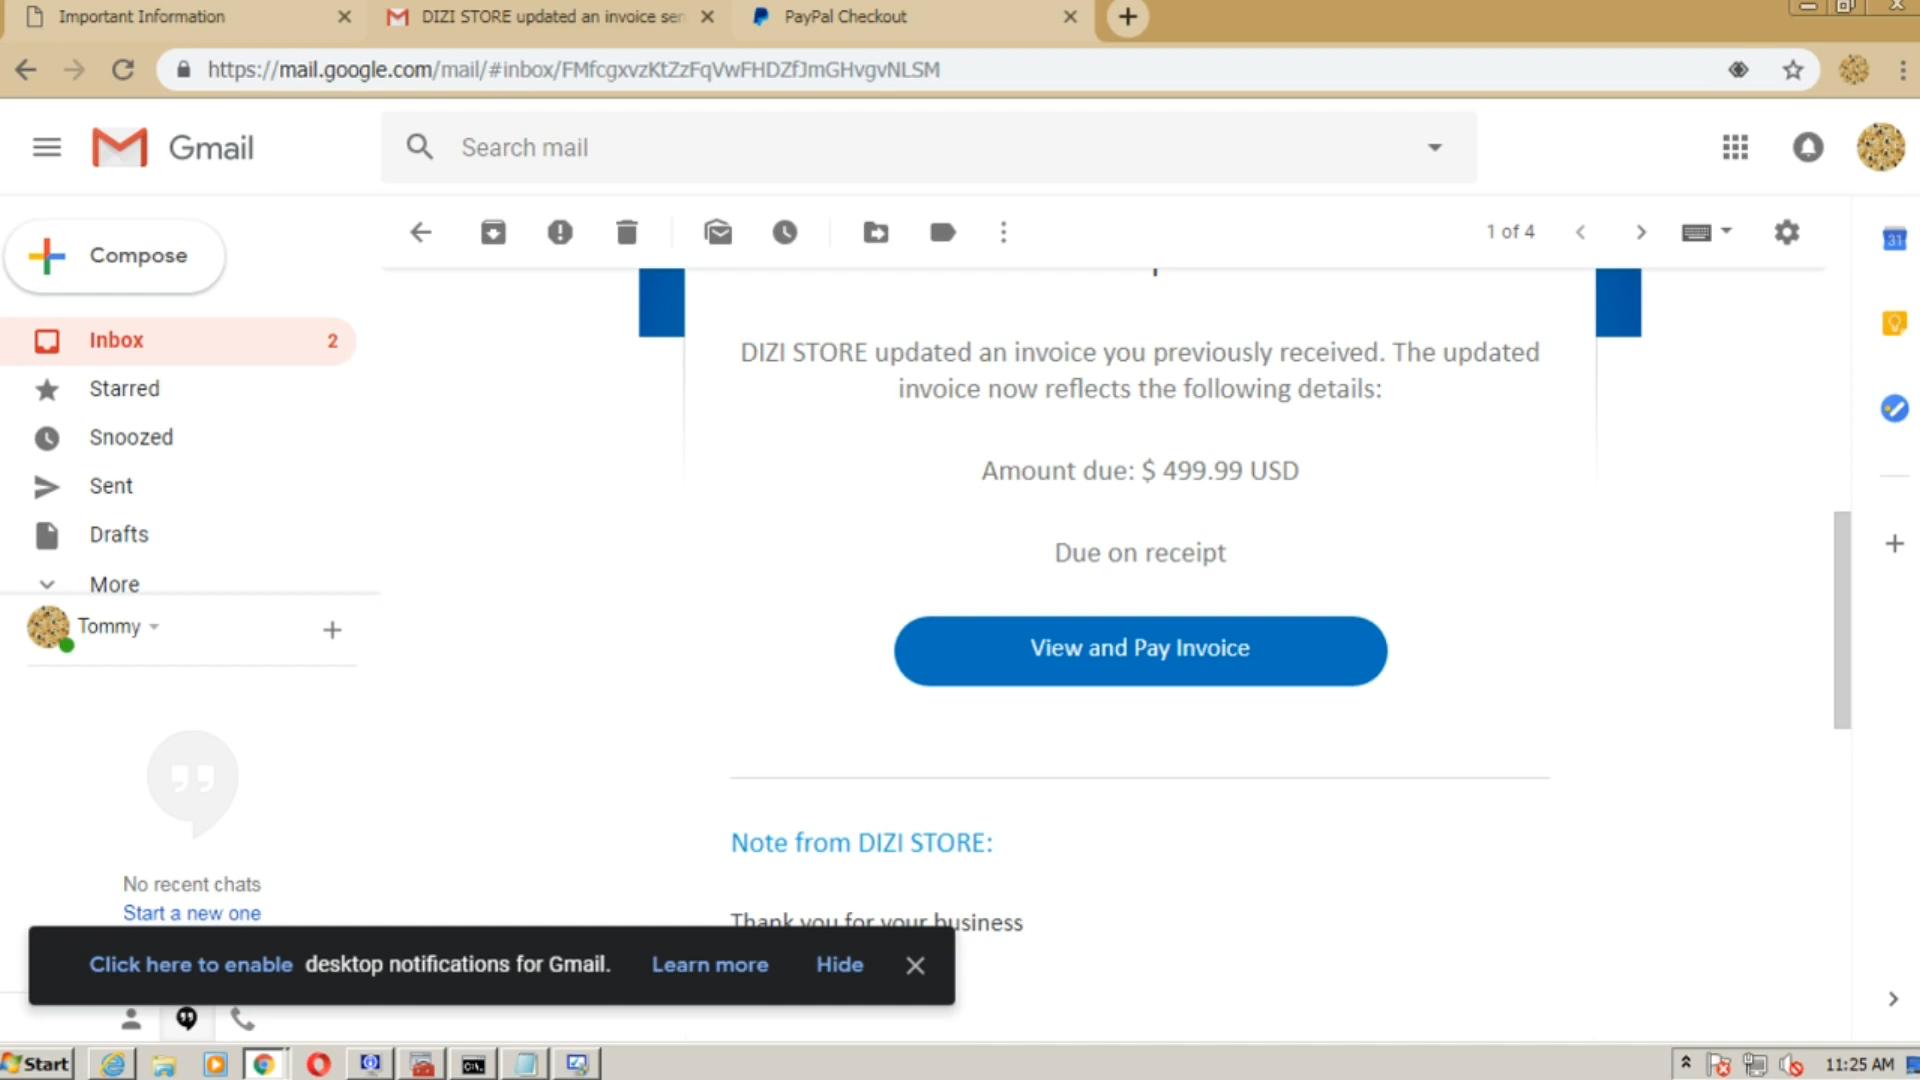 Important Information
DIZI STORE updated an invoice sen
PayPal Checkout
https://mail.google.com/mail/#inbox/FMfcgxvzKtZzFqVwFHDZfJmGHvgvNLSM
Gmail
Search mail
Compose
1 of 4
31
Inbox 2
Starred
Snoozed
Sent
Drafts
More
Tommy
No recent chats
Start a new one
DIZI STORE updated an invoice you previously received. The updated
invoice now reflects the following details:
Amount due: $ 499.99 USD
Due on receipt
View and Pay Invoice
Note from DIZI STORE:
Thank you for your business
Click here to enable desktop notifications for Gmail. Learn more Hide
Start
11:25 AM